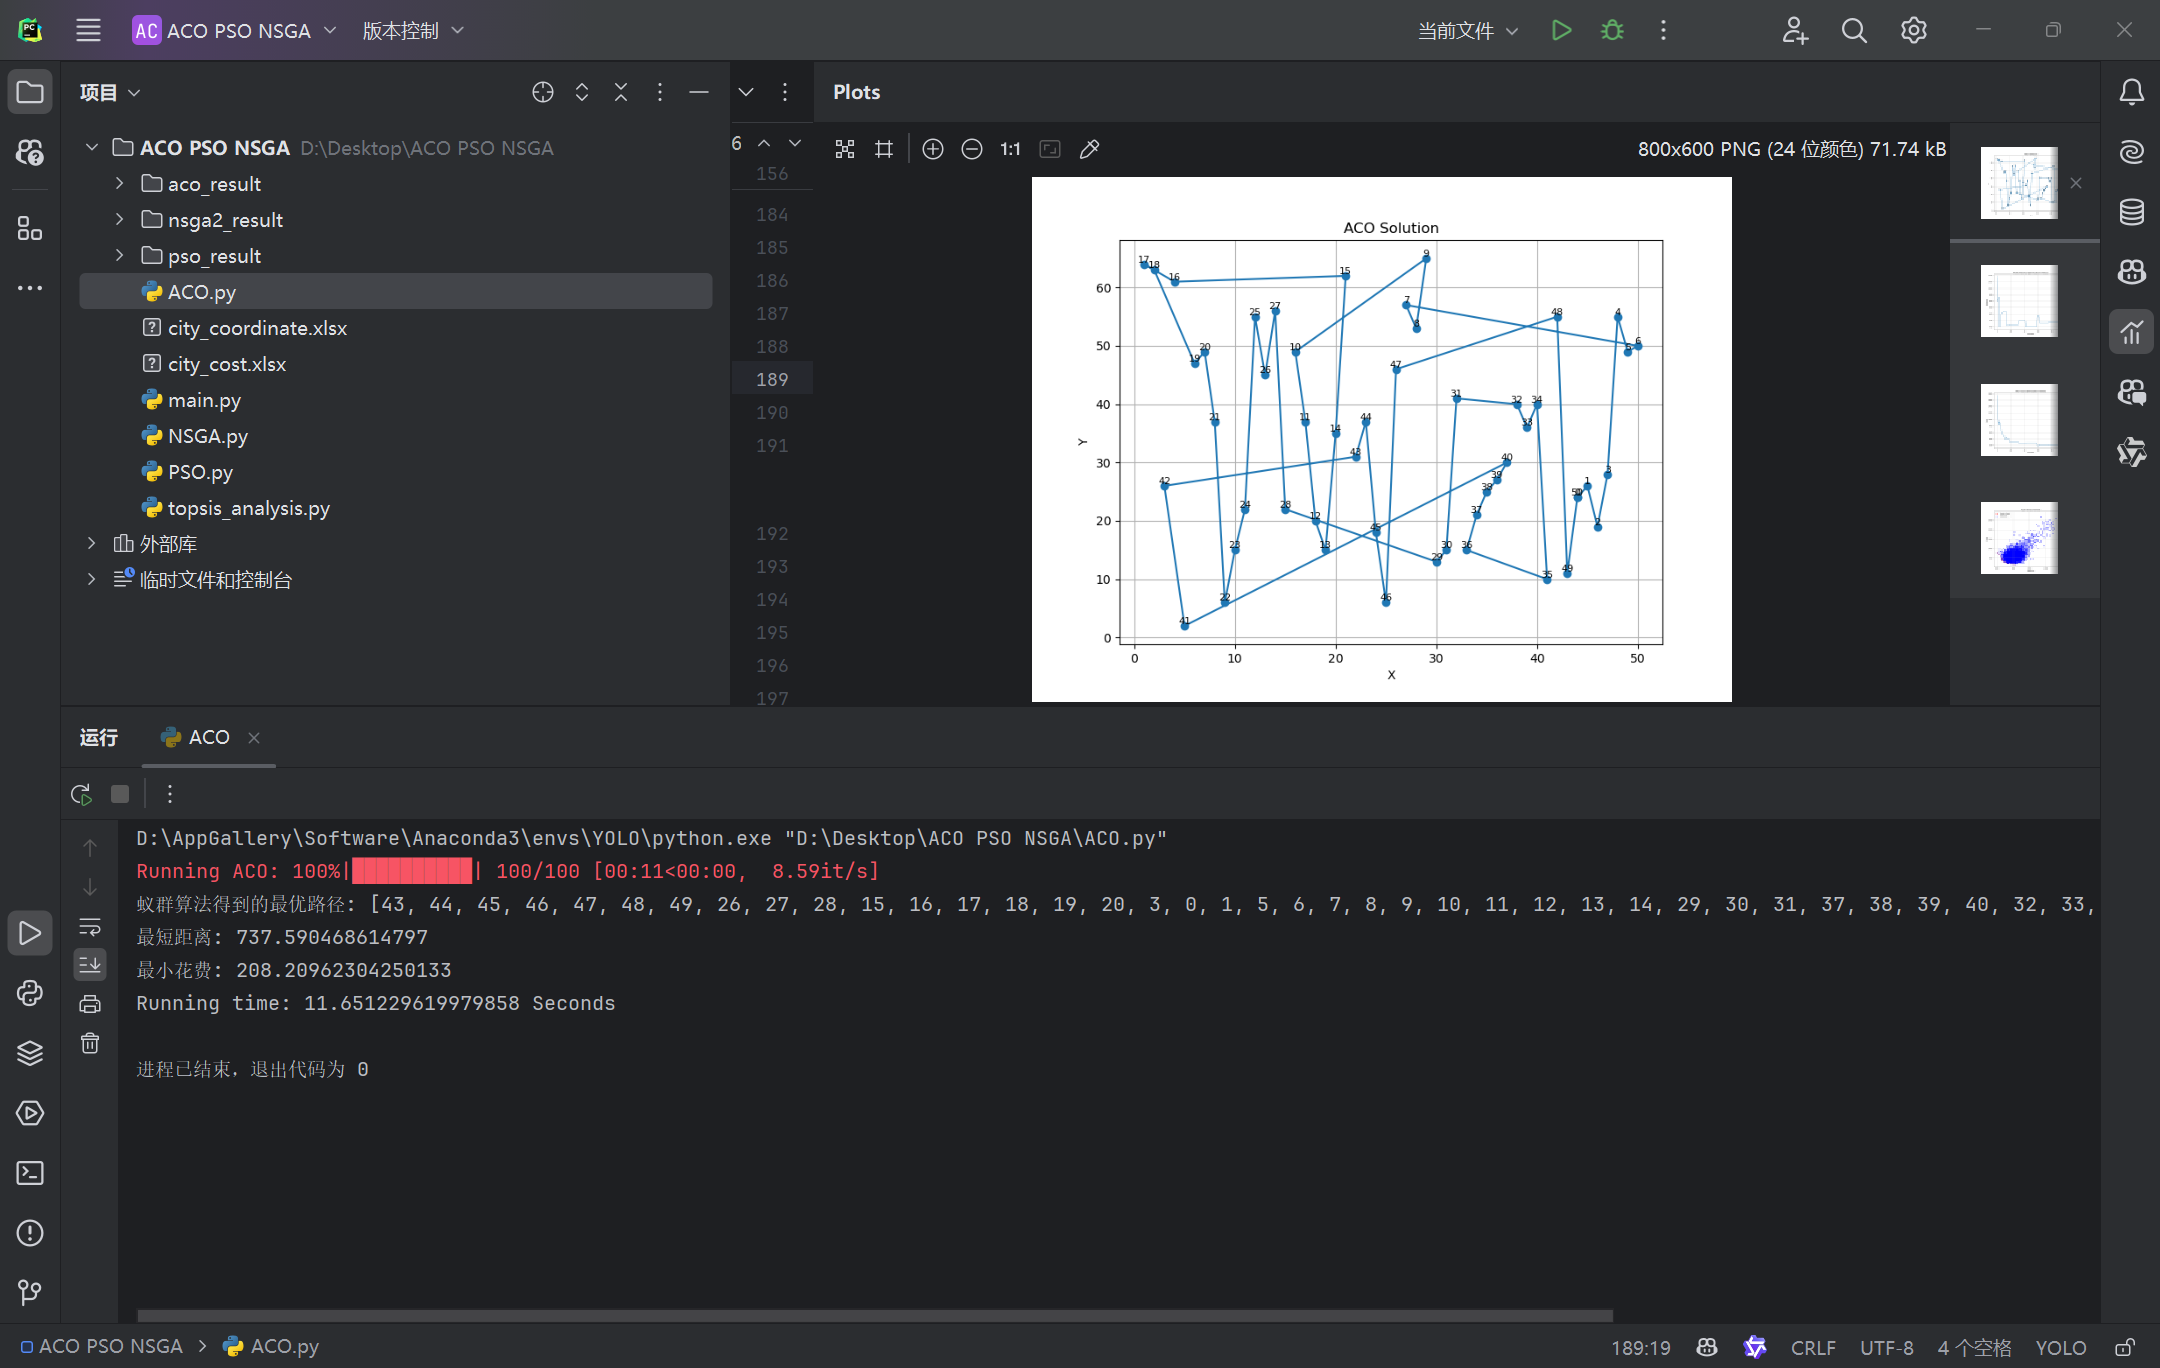 AC ACO PSO NSGA 版本控制 当前文件
项目
ACO PSO NSGA D:\Desktop\ACO PSO NSGA
aco_result
nsga2_result
pso_result
ACO.py
city_coordinate.xlsx
city_cost.xlsx
main.py
NSGA.py
PSO.py
topsis_analysis.py
外部库
临时文件和控制台
6
156
184
185
186
187
188
189
190
191
192
193
194
195
196
197
Plots
1:1
800x600 PNG (24 位颜色) 71.74 kB
ACO Solution
Y
60
50
40
30
20
10
0
0 10 20 30 40 50
X
17 18 16 15 9
25 27 7 48 4
20 19 26 10 8 5 6
47
21 11 14 44 31 32 34 33
42 43 40 39 38 1 3
24 28 12 45 37 2
23 13 29 30 36 35 49
22 46
41
运行 ACO
D:\AppGallery\Software\Anaconda3\envs\YOLO\python.exe "D:\Desktop\ACO PSO NSGA\ACO.py"
Running ACO: 100%|██████████| 100/100 [00:11<00:00,  8.59it/s]
蚁群算法得到的最优路径: [43, 44, 45, 46, 47, 48, 49, 26, 27, 28, 15, 16, 17, 18, 19, 20, 3, 0, 1, 5, 6, 7, 8, 9, 10, 11, 12, 13, 14, 29, 30, 31, 37, 38, 39, 40, 32, 33,
最短距离: 737.590468614797
最小花费: 208.20962304250133
Running time: 11.651229619979858 Seconds
进程已结束，退出代码为 0
ACO PSO NSGA ACO.py
189:19 CRLF UTF-8 4 个空格 YOLO